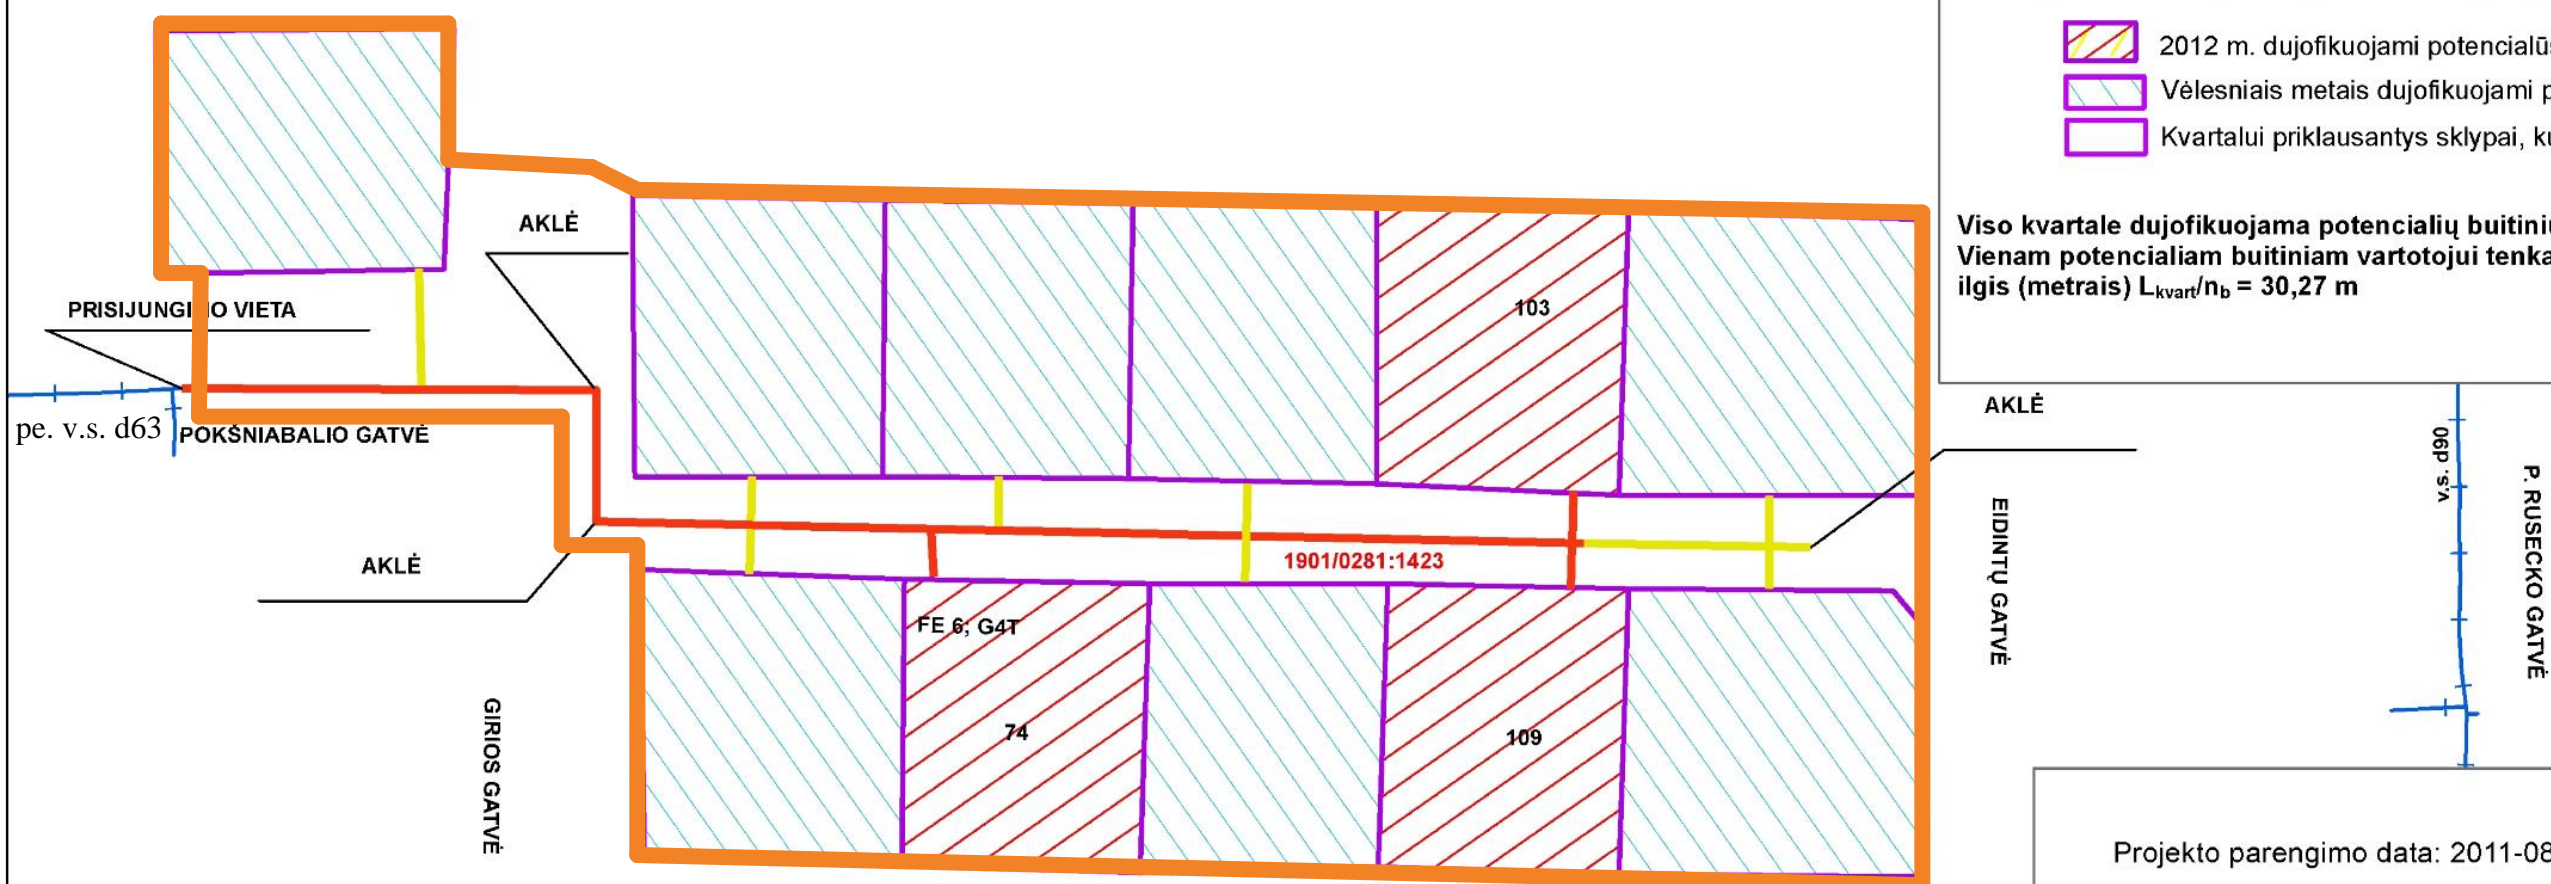 2012 m. dujofikuojami potencialūs
Vėlesniais metais dujofikuojami p
Kvartalui priklausantys sklypai, ku
Viso kvartale dujofikuojama potencialių buitinių
Vienam potencialiam buitiniam vartotojui tenka
ilgis (metrais) Lkvart/nb = 30,27 m
AKLĖ
PRISIJUNGIMO VIETA
103
AKLĖ
pe. v.s. d63
POKŠNIABALIO GATVĖ
v.s. d90
P. RUSECKO GATVĖ
EIDINTŲ GATVĖ
1901/0281:1423
AKLĖ
FE 6; G4T
74
109
GIRIOS GATVĖ
Projekto parengimo data: 2011-08